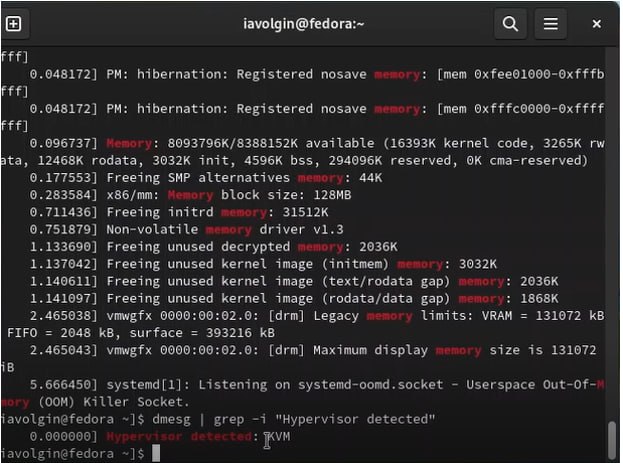 iavolgin@fedora:~
fff]
0.048172] PM: hibernation: Registered nosave memory: [mem 0xfee01000-0xfffb
fff]
0.048172] PM: hibernation: Registered nosave memory: [mem 0xfffc0000-0xffff
fff]
0.096737] Memory: 8093796K/8388152K available (16393K kernel code, 3265K rw
ata, 12468K rodata, 3032K init, 4596K bss, 294096K reserved, 0K cma-reserved)
0.177553] Freeing SMP alternatives memory: 44K
0.283584] x86/mm: Memory block size: 128MB
0.711436] Freeing initrd memory: 31512K
0.751879] Non-volatile memory driver v1.3
1.133690] Freeing unused decrypted memory: 2036K
1.137042] Freeing unused kernel image (initmem) memory: 3032K
1.140611] Freeing unused kernel image (text/rodata gap) memory: 2036K
1.141097] Freeing unused kernel image (rodata/data gap) memory: 1868K
2.465038] vmwgfx 0000:00:02.0: [drm] Legacy memory limits: VRAM = 131072 kB
FIFO = 2048 kB, surface = 393216 kB
2.465043] vmwgfx 0000:00:02.0: [drm] Maximum display memory size is 131072
iB
5.666450] systemd[1]: Listening on systemd-oomd.socket - Userspace Out-Of-M
mory (OOM) Killer Socket.
iavolgin@fedora ~]$ dmesg | grep -i "Hypervisor detected"
0.000000] Hypervisor detected: KVM
iavolgin@fedora ~]$